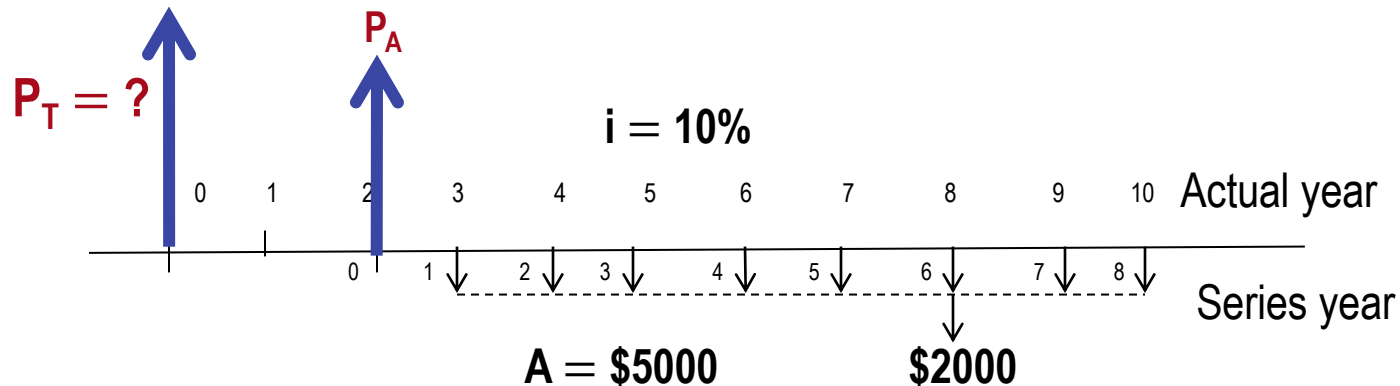 P_A
P_T = ?
i = 10%
0 1 2 3 4 5 6 7 8 9 10 Actual year
0 1 2 3 4 5 6 7 8
Series year
A = $5000 $2000